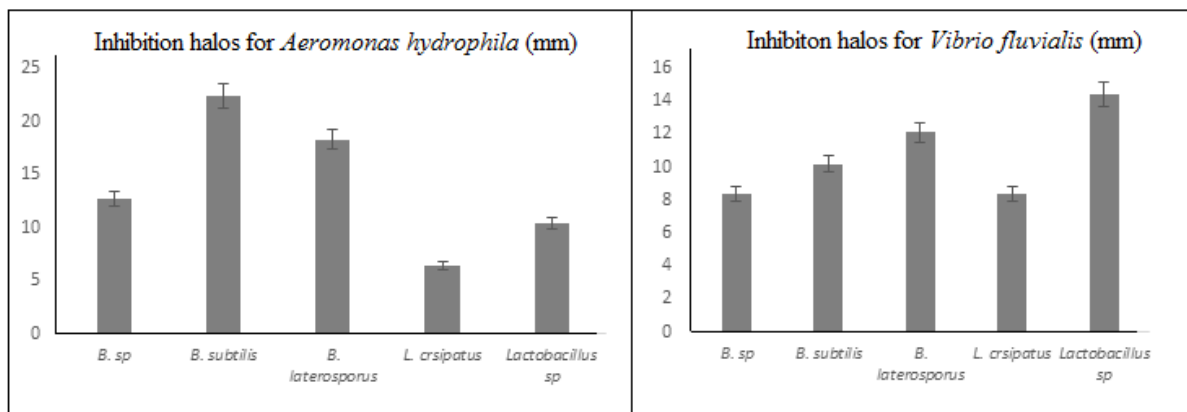 Inhibition halos for Aeromonas hydrophila (mm)
25
20
15
10
5
0
B. sp
B. subtilis
B.
laterosporus
L. crsipatus
Lactobacillus
sp
Inhibiton halos for Vibrio fluvialis (mm)
16
14
12
10
8
6
4
2
0
B. sp
B. subtilis
B.
laterosporus
L. crsipatus
Lactobacillus
sp